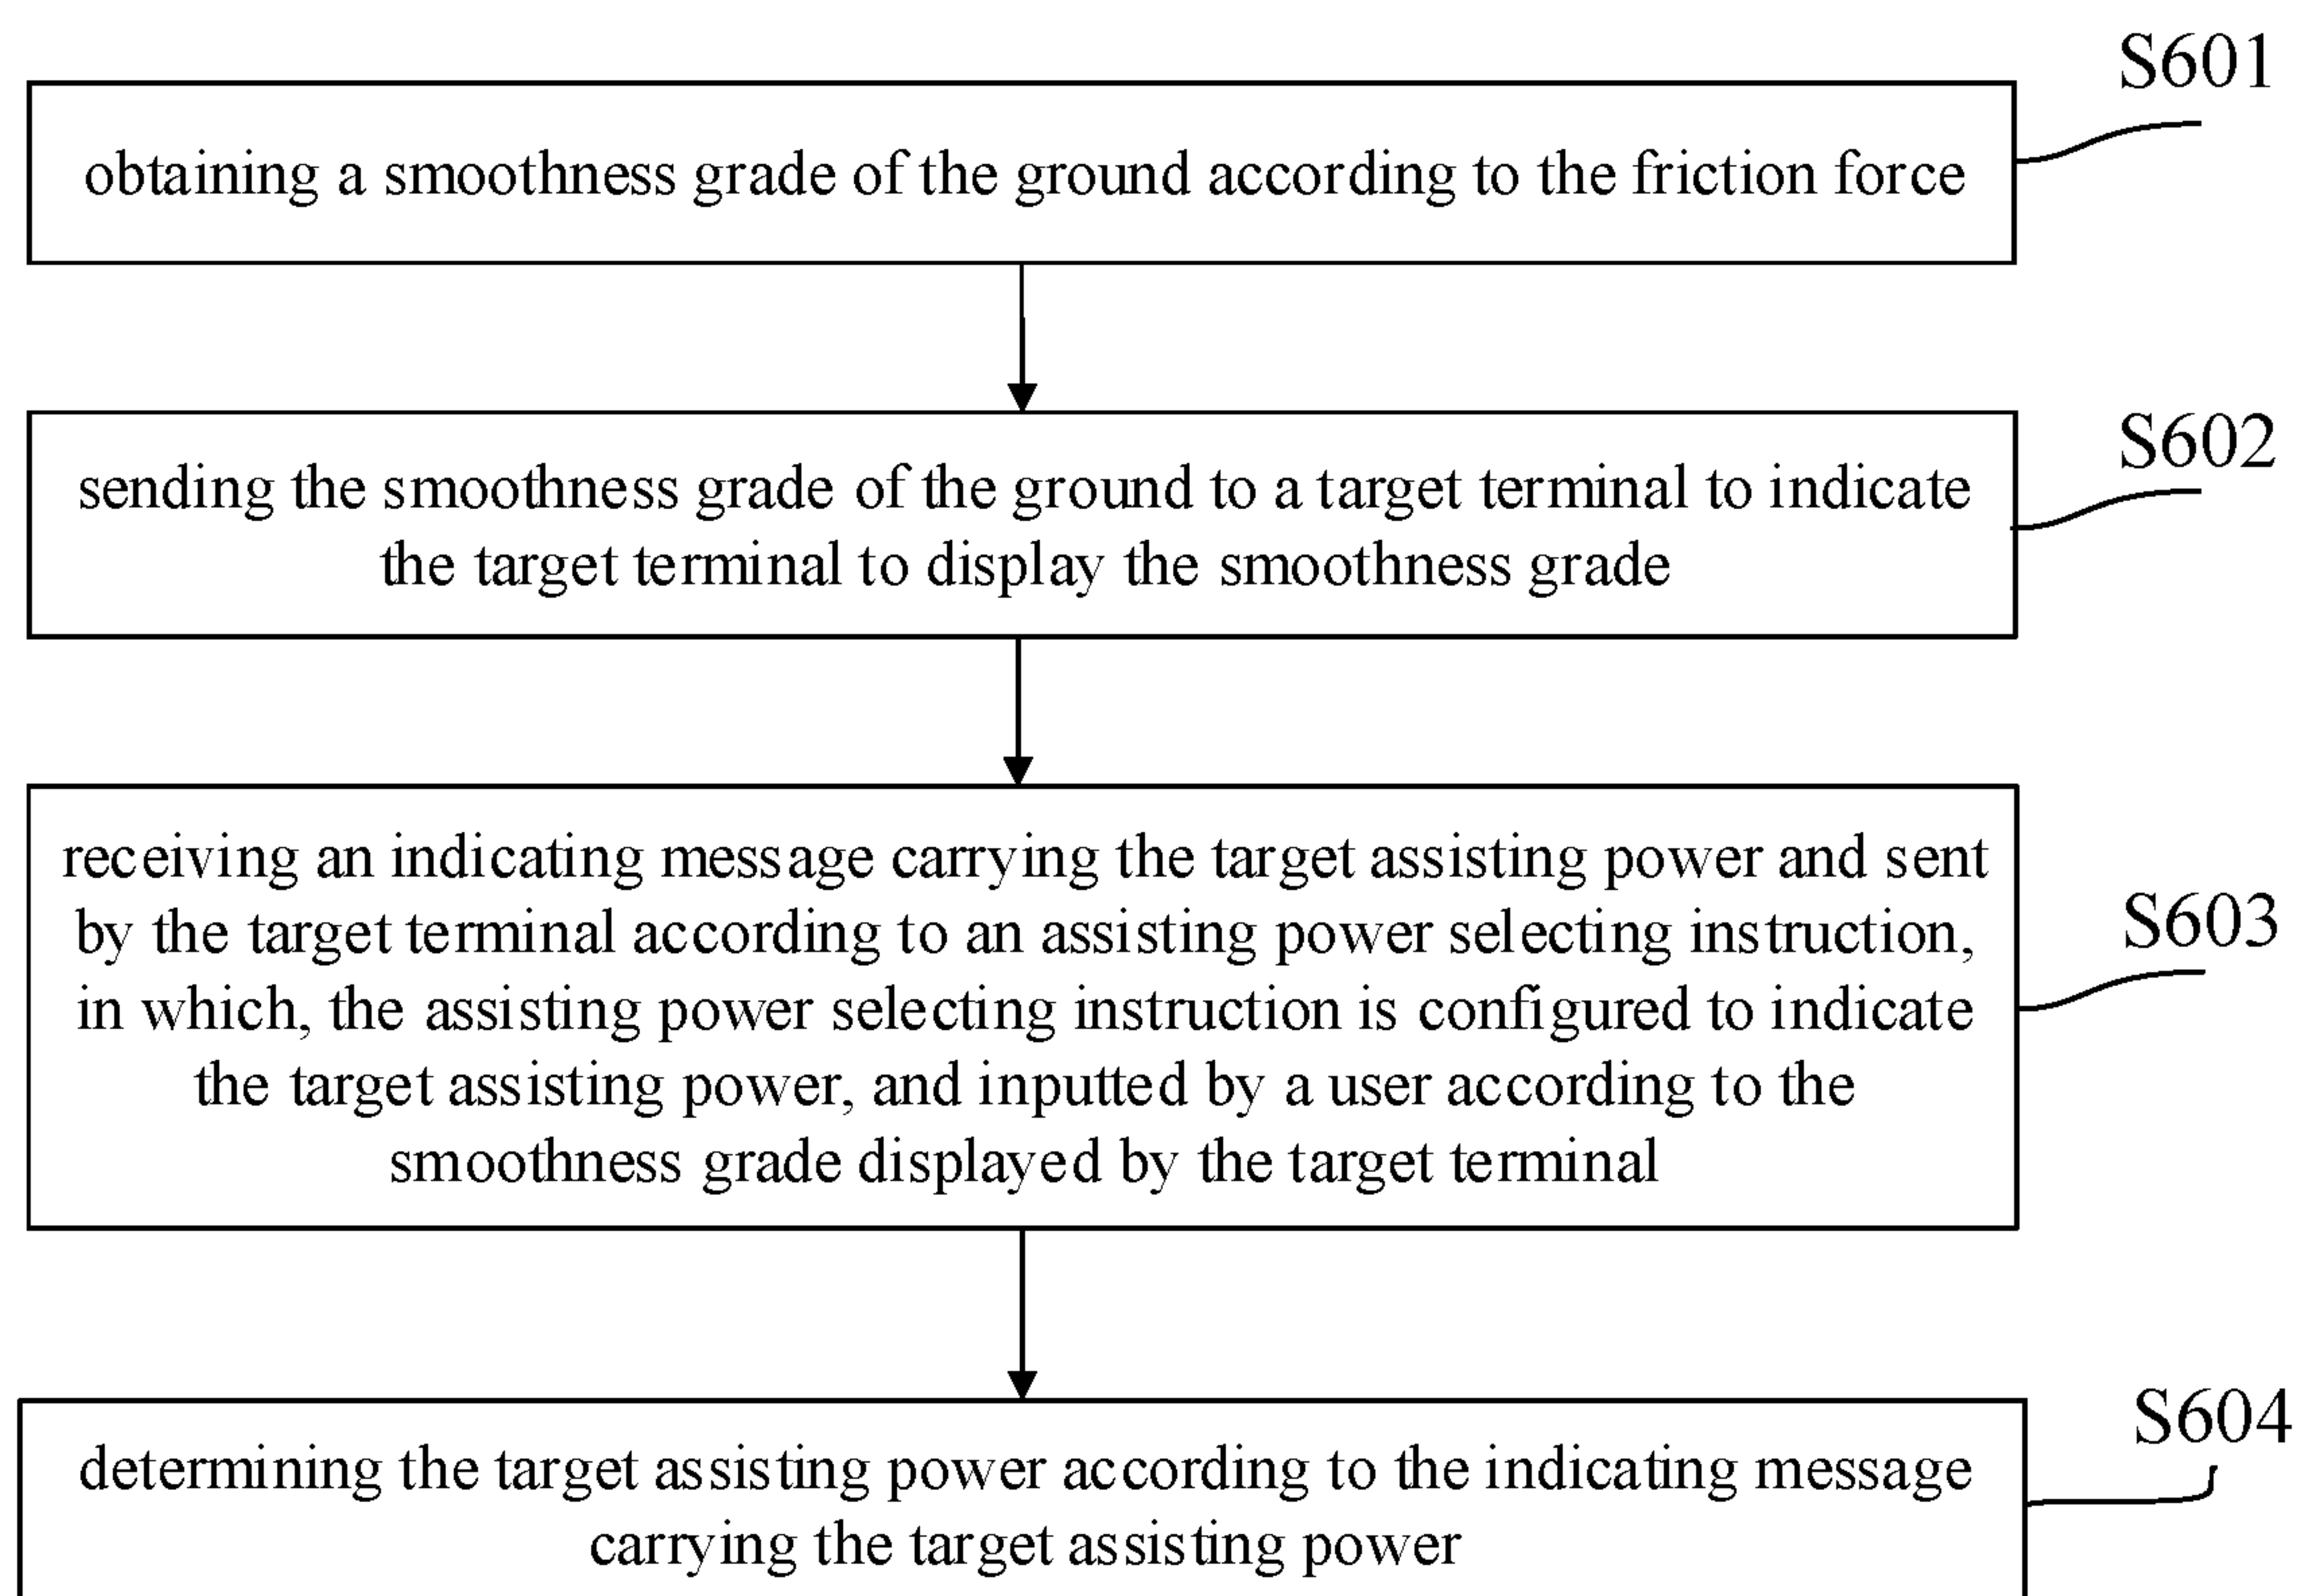 S601
obtaining a smoothness grade of the ground according to the friction force
S602
sending the smoothness grade of the ground to a target terminal to indicate
the target terminal to display the smoothness grade
receiving an indicating message carrying the target assisting power and sent
by the target terminal according to an assisting power selecting instruction,
S603
in which, the assisting power selecting instruction is configured to indicate
the target assisting power, and inputted by a user according to the
smoothness grade displayed by the target terminal
S604
determining the target assisting power according to the indicating message
carrying the target assisting power